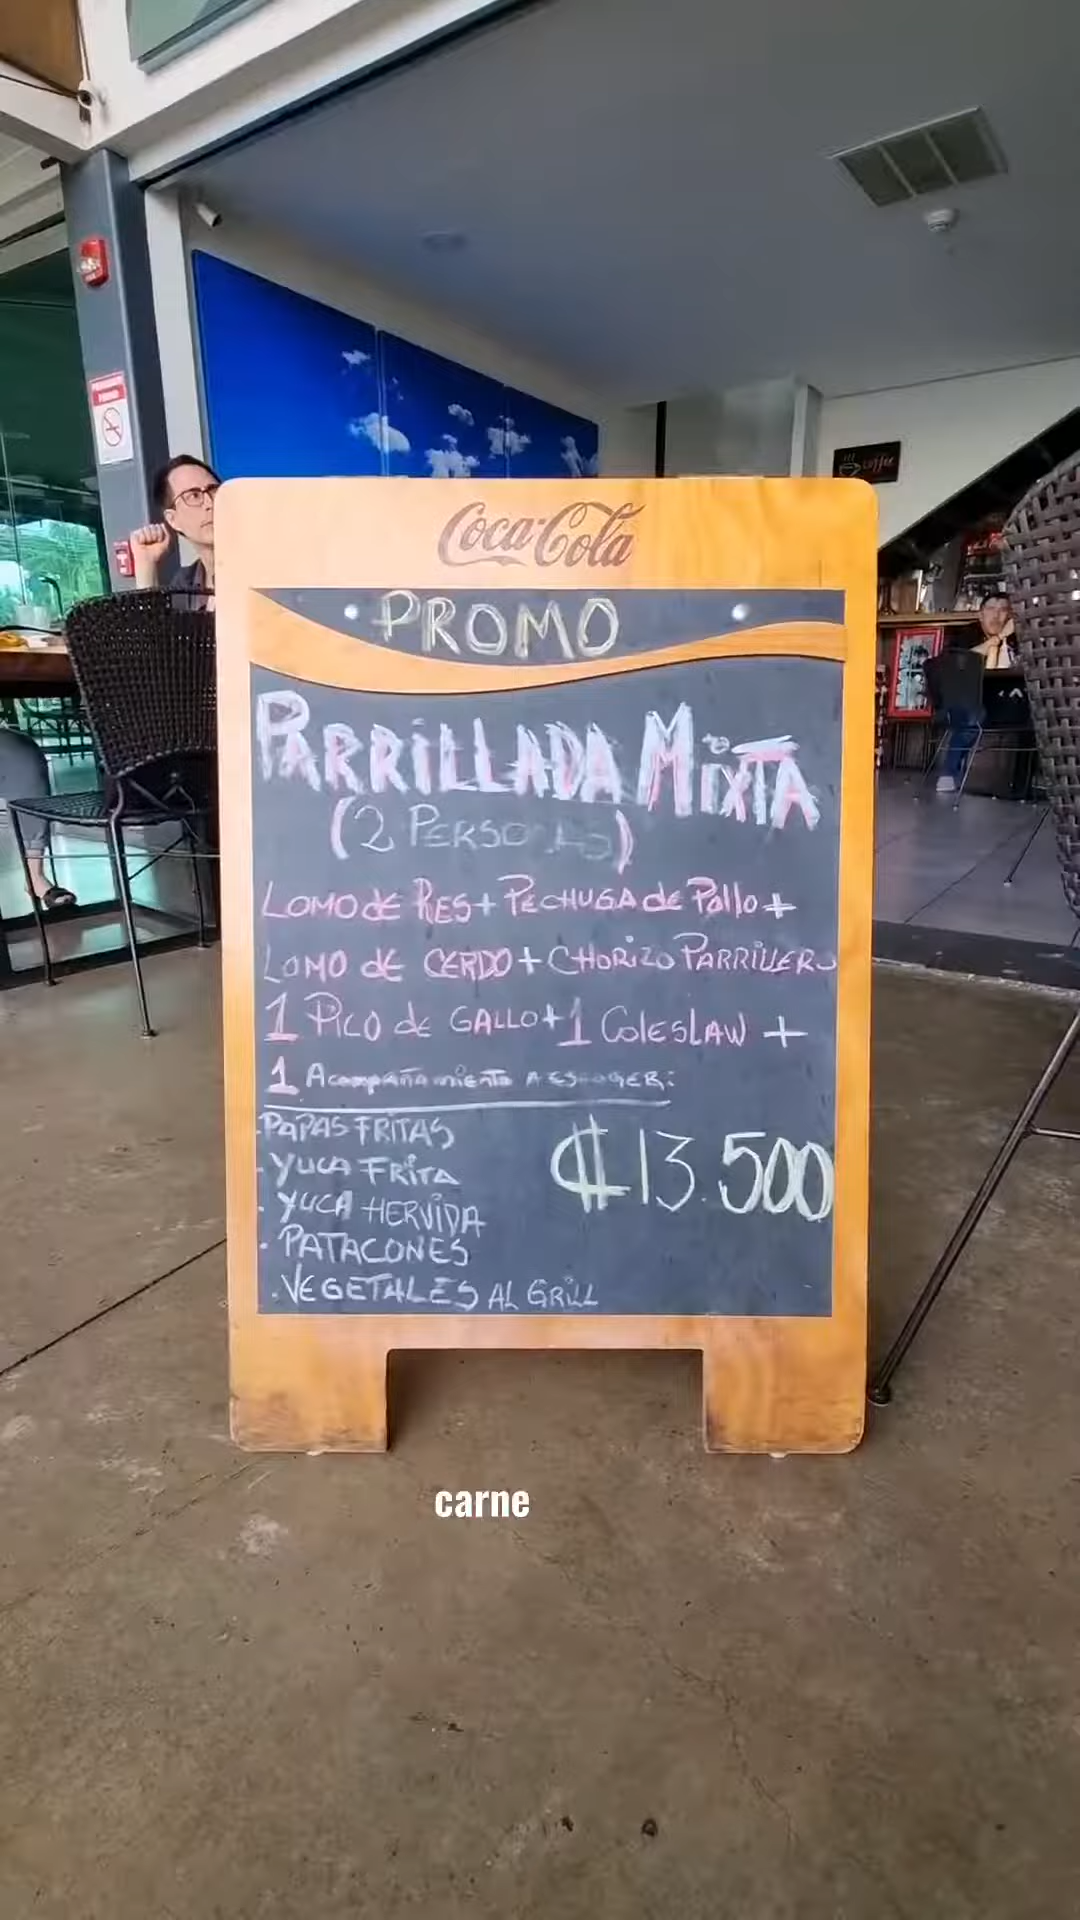 coffee
Coca-Cola
PROMO
PARRILLADA MIXTA
(2 PERSONAS)
LOMO DE RES + PECHUGA DE POLLO +
LOMO DE CERDO + CHORIZO PARRILLERO
1 PICO DE GALLO + 1 COLESLAW +
1 ACOMPAÑAMIENTO A ESCOGER:
- PAPAS FRITAS
- YUCA FRITA
. YUCA HERVIDA
. PATACONES
. VEGETALES AL GRILL
₡ 13.500
carne